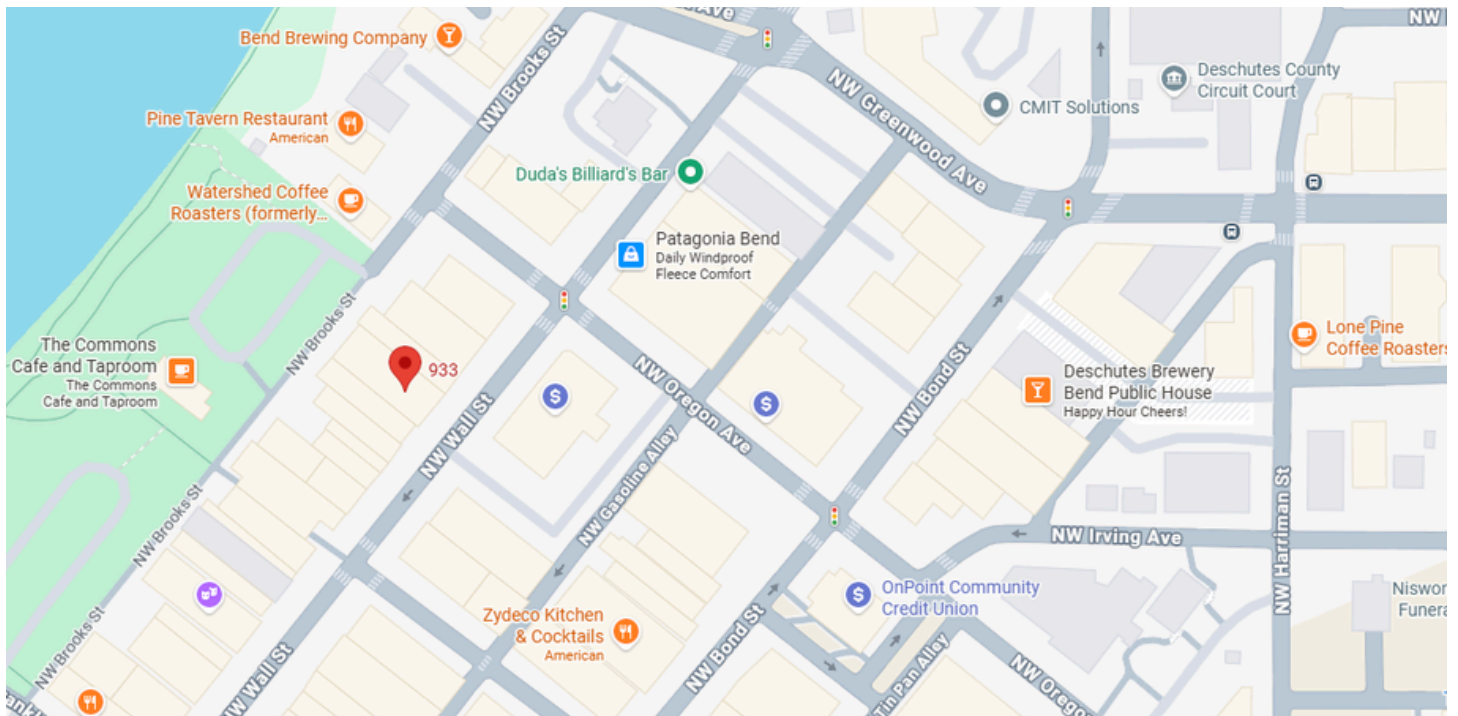 Ave
NW
Bend Brewing Company
NW Brooks St
Deschutes County
Circuit Court
NW Greenwood Ave
CMIT Solutions
Pine Tavern Restaurant
American
Duda's Billiard's Bar
Watershed Coffee
Roasters (formerly...
Patagonia Bend
Daily Windproof
Fleece Comfort
NW Brooks St
Lone Pine
Coffee Roasters
The Commons
Cafe and Taproom
The Commons
Cafe and Taproom
933
NW Oregon Ave
NW Bond St
Deschutes Brewery
Bend Public House
Happy Hour Cheers!
NW Wall St
NW Gasoline Alley
NW Brooks St
NW Irving Ave
NW Harriman St
OnPoint Community
Credit Union
Zydeco Kitchen
& Cocktails
American
NW Bond St
NW Brooks St
NW Wall St
Tin Pan Alley
NW Orego